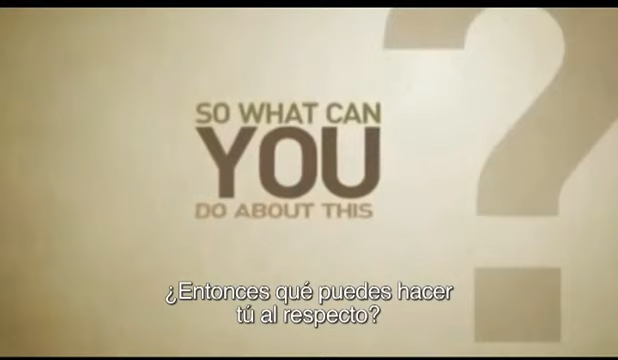 SO WHAT CAN
YOU
DO ABOUT THIS
?
¿Entonces qué puedes hacer
tú al respecto?